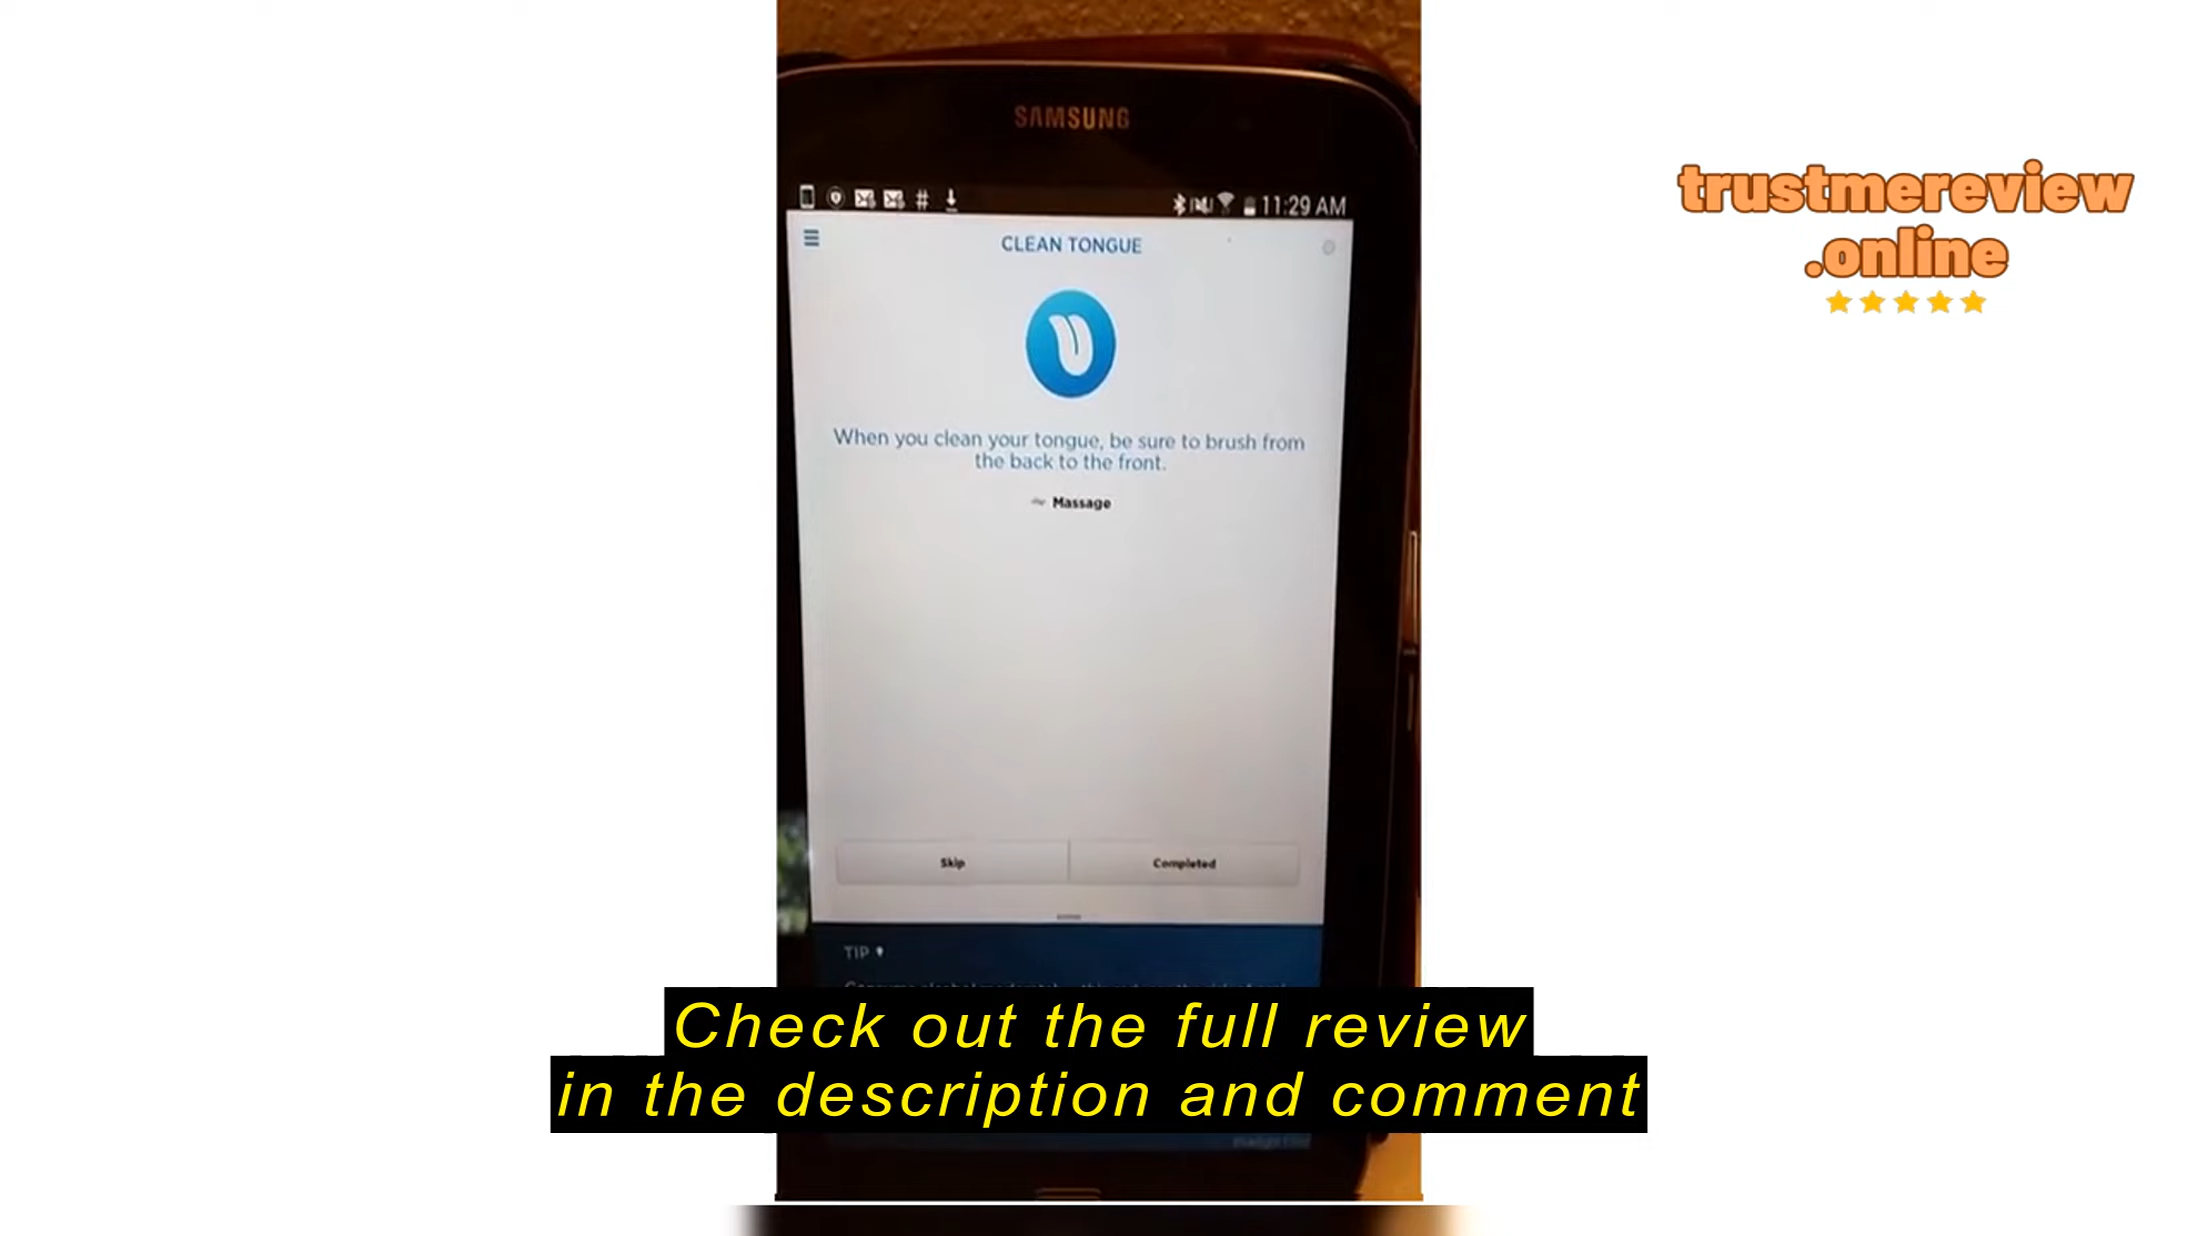 SAMSUNG
11:29 AM
CLEAN TONGUE
trustmereview
.online
When you clean your tongue, be sure to brush from
the back to the front.
Massage
Skip
Completed
TIP
Check out the full review
in the description and comment